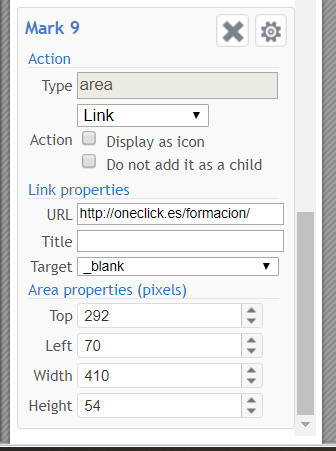 Mark 9
Action
Type area
Link
Action Display as icon
Do not add it as a child
Link properties
URL http://oneclick.es/formacion/
Title
Target _blank
Area properties (pixels)
Top 292
Left 70
Width 410
Height 54